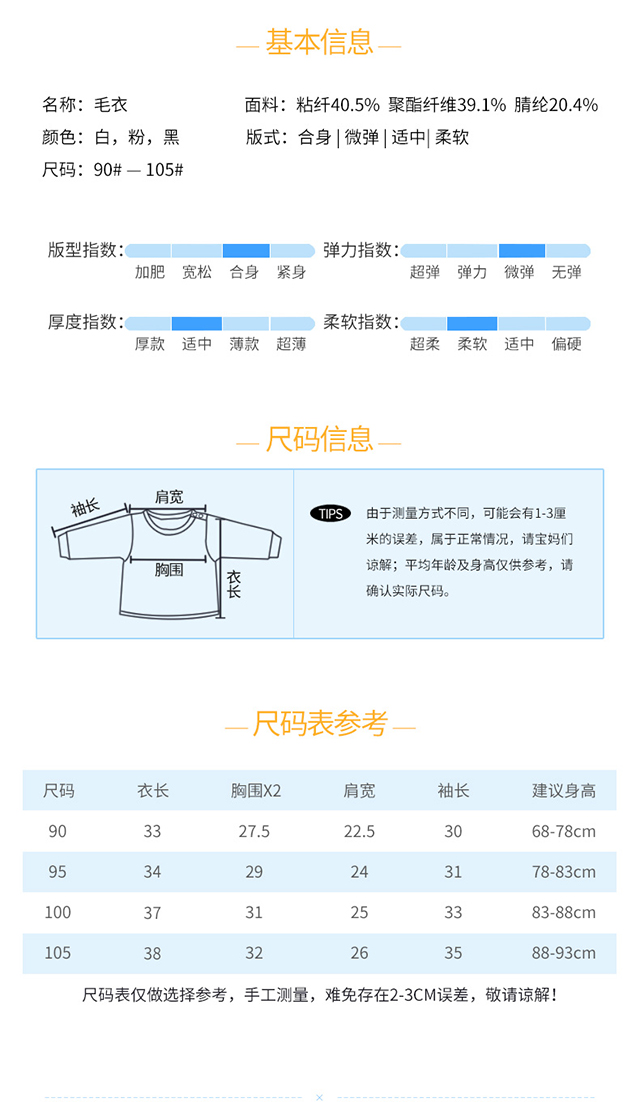 基本信息
名称：毛衣 面料：粘纤40.5% 聚酯纤维39.1% 腈纶20.4%
颜色：白，粉，黑 版式：合身 | 微弹 | 适中| 柔软
尺码：90# — 105#
版型指数： 弹力指数：
加肥 宽松 合身 紧身 超弹 弹力 微弹 无弹
厚度指数： 柔软指数：
厚款 适中 薄款 超薄 超柔 柔软 适中 偏硬
尺码信息
袖长
肩宽
胸围
衣长
TIPS
由于测量方式不同，可能会有1-3厘
米的误差，属于正常情况，请宝妈们
谅解；平均年龄及身高仅供参考，请
确认实际尺码。
尺码表参考
尺码 衣长 胸围X2 肩宽 袖长 建议身高
90 33 27.5 22.5 30 68-78cm
95 34 29 24 31 78-83cm
100 37 31 25 33 83-88cm
105 38 32 26 35 88-93cm
尺码表仅做选择参考，手工测量，难免存在2-3CM误差，敬请谅解！